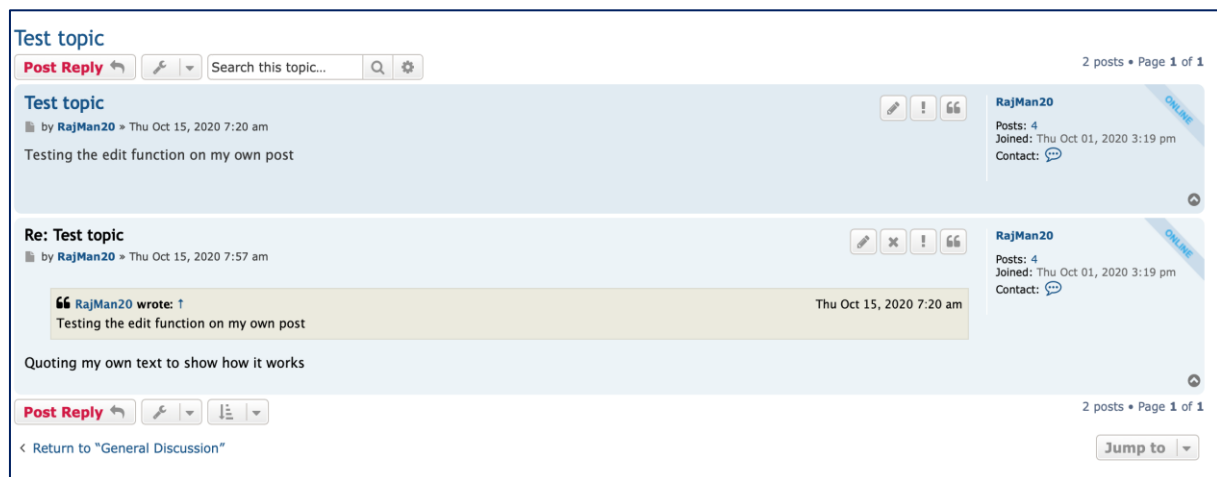 Test topic
Post Reply Search this topic... 2 posts • Page 1 of 1
Test topic
by RajMan20 » Thu Oct 15, 2020 7:20 am
Testing the edit function on my own post
RajMan20
Posts: 4
Joined: Thu Oct 01, 2020 3:19 pm
Contact:
ONLINE
Re: Test topic
by RajMan20 » Thu Oct 15, 2020 7:57 am
RajMan20 wrote: ↑ Thu Oct 15, 2020 7:20 am
Testing the edit function on my own post
Quoting my own text to show how it works
RajMan20
Posts: 4
Joined: Thu Oct 01, 2020 3:19 pm
Contact:
ONLINE
Post Reply 2 posts • Page 1 of 1
‹ Return to “General Discussion” Jump to